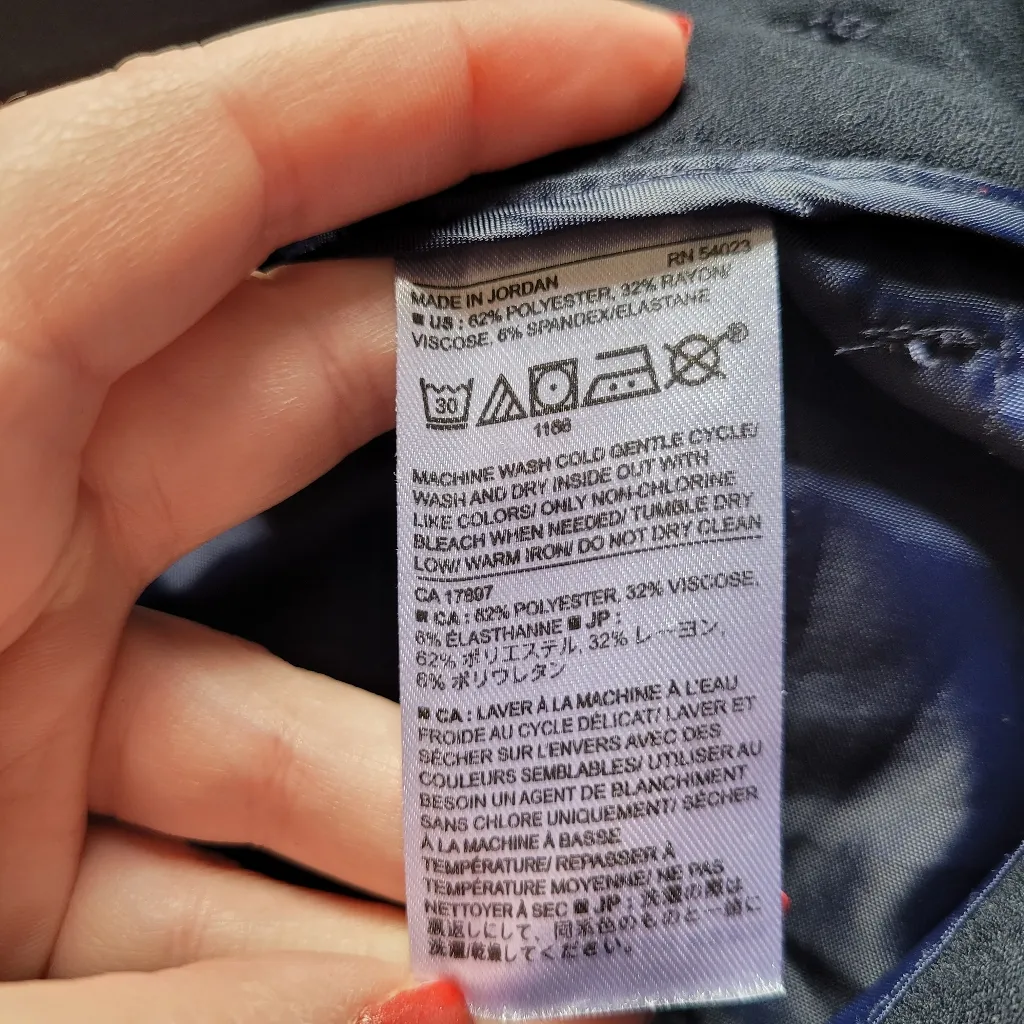 RN 54023
MADE IN JORDAN
■ US : 62% POLYESTER, 32% RAYON/
VISCOSE, 6% SPANDEX/ELASTANE
30
®
1166
MACHINE WASH COLD GENTLE CYCLE/
WASH AND DRY INSIDE OUT WITH
LIKE COLORS/ ONLY NON-CHLORINE
BLEACH WHEN NEEDED/ TUMBLE DRY
LOW/ WARM IRON/ DO NOT DRY CLEAN
CA 17897
■ CA : 62% POLYESTER, 32% VISCOSE,
6% ÉLASTHANNE ■ JP :
62% ポリエステル, 32% レーヨン,
6% ポリウレタン
■ CA : LAVER À LA MACHINE À L'EAU
FROIDE AU CYCLE DÉLICAT/ LAVER ET
SÉCHER SUR L'ENVERS AVEC DES
COULEURS SEMBLABLES/ UTILISER AU
BESOIN UN AGENT DE BLANCHIMENT
SANS CHLORE UNIQUEMENT/ SÉCHER
À LA MACHINE À BASSE
TEMPÉRATURE/ REPASSER À
TEMPÉRATURE MOYENNE/ NE PAS
NETTOYER À SEC ■ JP : 洗濯の際は
裏返しにして、同系色のものと一緒に
洗濯/乾燥してください。